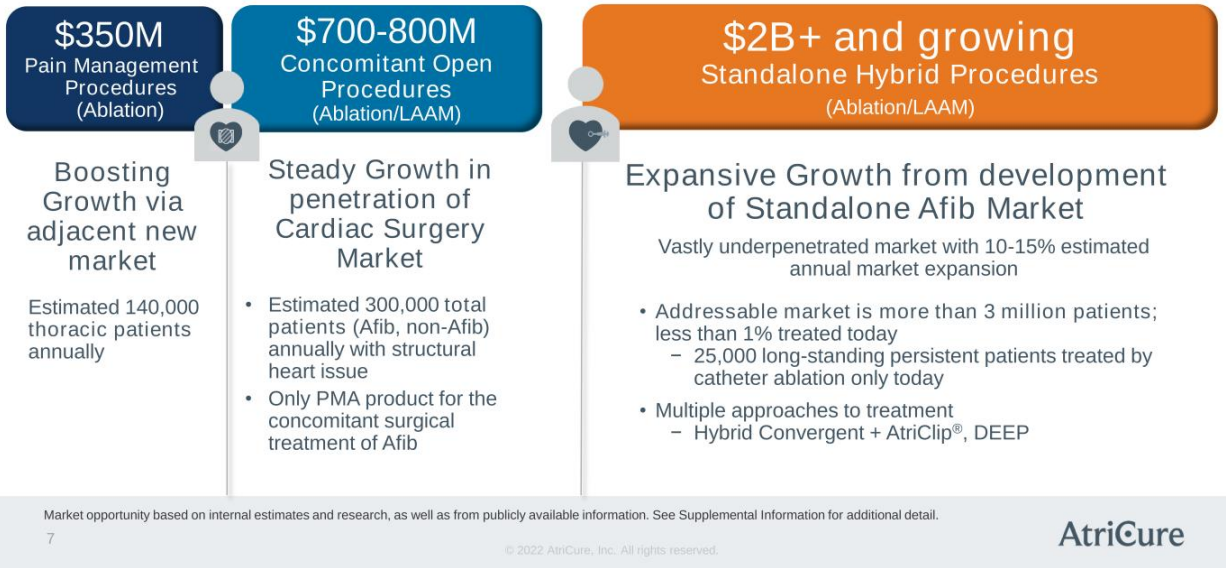 $350M
Pain Management
Procedures
(Ablation)
Boosting
Growth via
adjacent new
market
Estimated 140,000
thoracic patients
annually
$700-800M
Concomitant Open
Procedures
(Ablation/LAAM)
Steady Growth in
penetration of
Cardiac Surgery
Market
• Estimated 300,000 total
patients (Afib, non-Afib)
annually with structural
heart issue
• Only PMA product for the
concomitant surgical
treatment of Afib
$2B+ and growing
Standalone Hybrid Procedures
(Ablation/LAAM)
Expansive Growth from development
of Standalone Afib Market
Vastly underpenetrated market with 10-15% estimated
annual market expansion
• Addressable market is more than 3 million patients;
less than 1% treated today
− 25,000 long-standing persistent patients treated by
catheter ablation only today
• Multiple approaches to treatment
− Hybrid Convergent + AtriClip®, DEEP
Market opportunity based on internal estimates and research, as well as from publicly available information. See Supplemental Information for additional detail.
7
© 2022 AtriCure, Inc. All rights reserved.
AtriCure